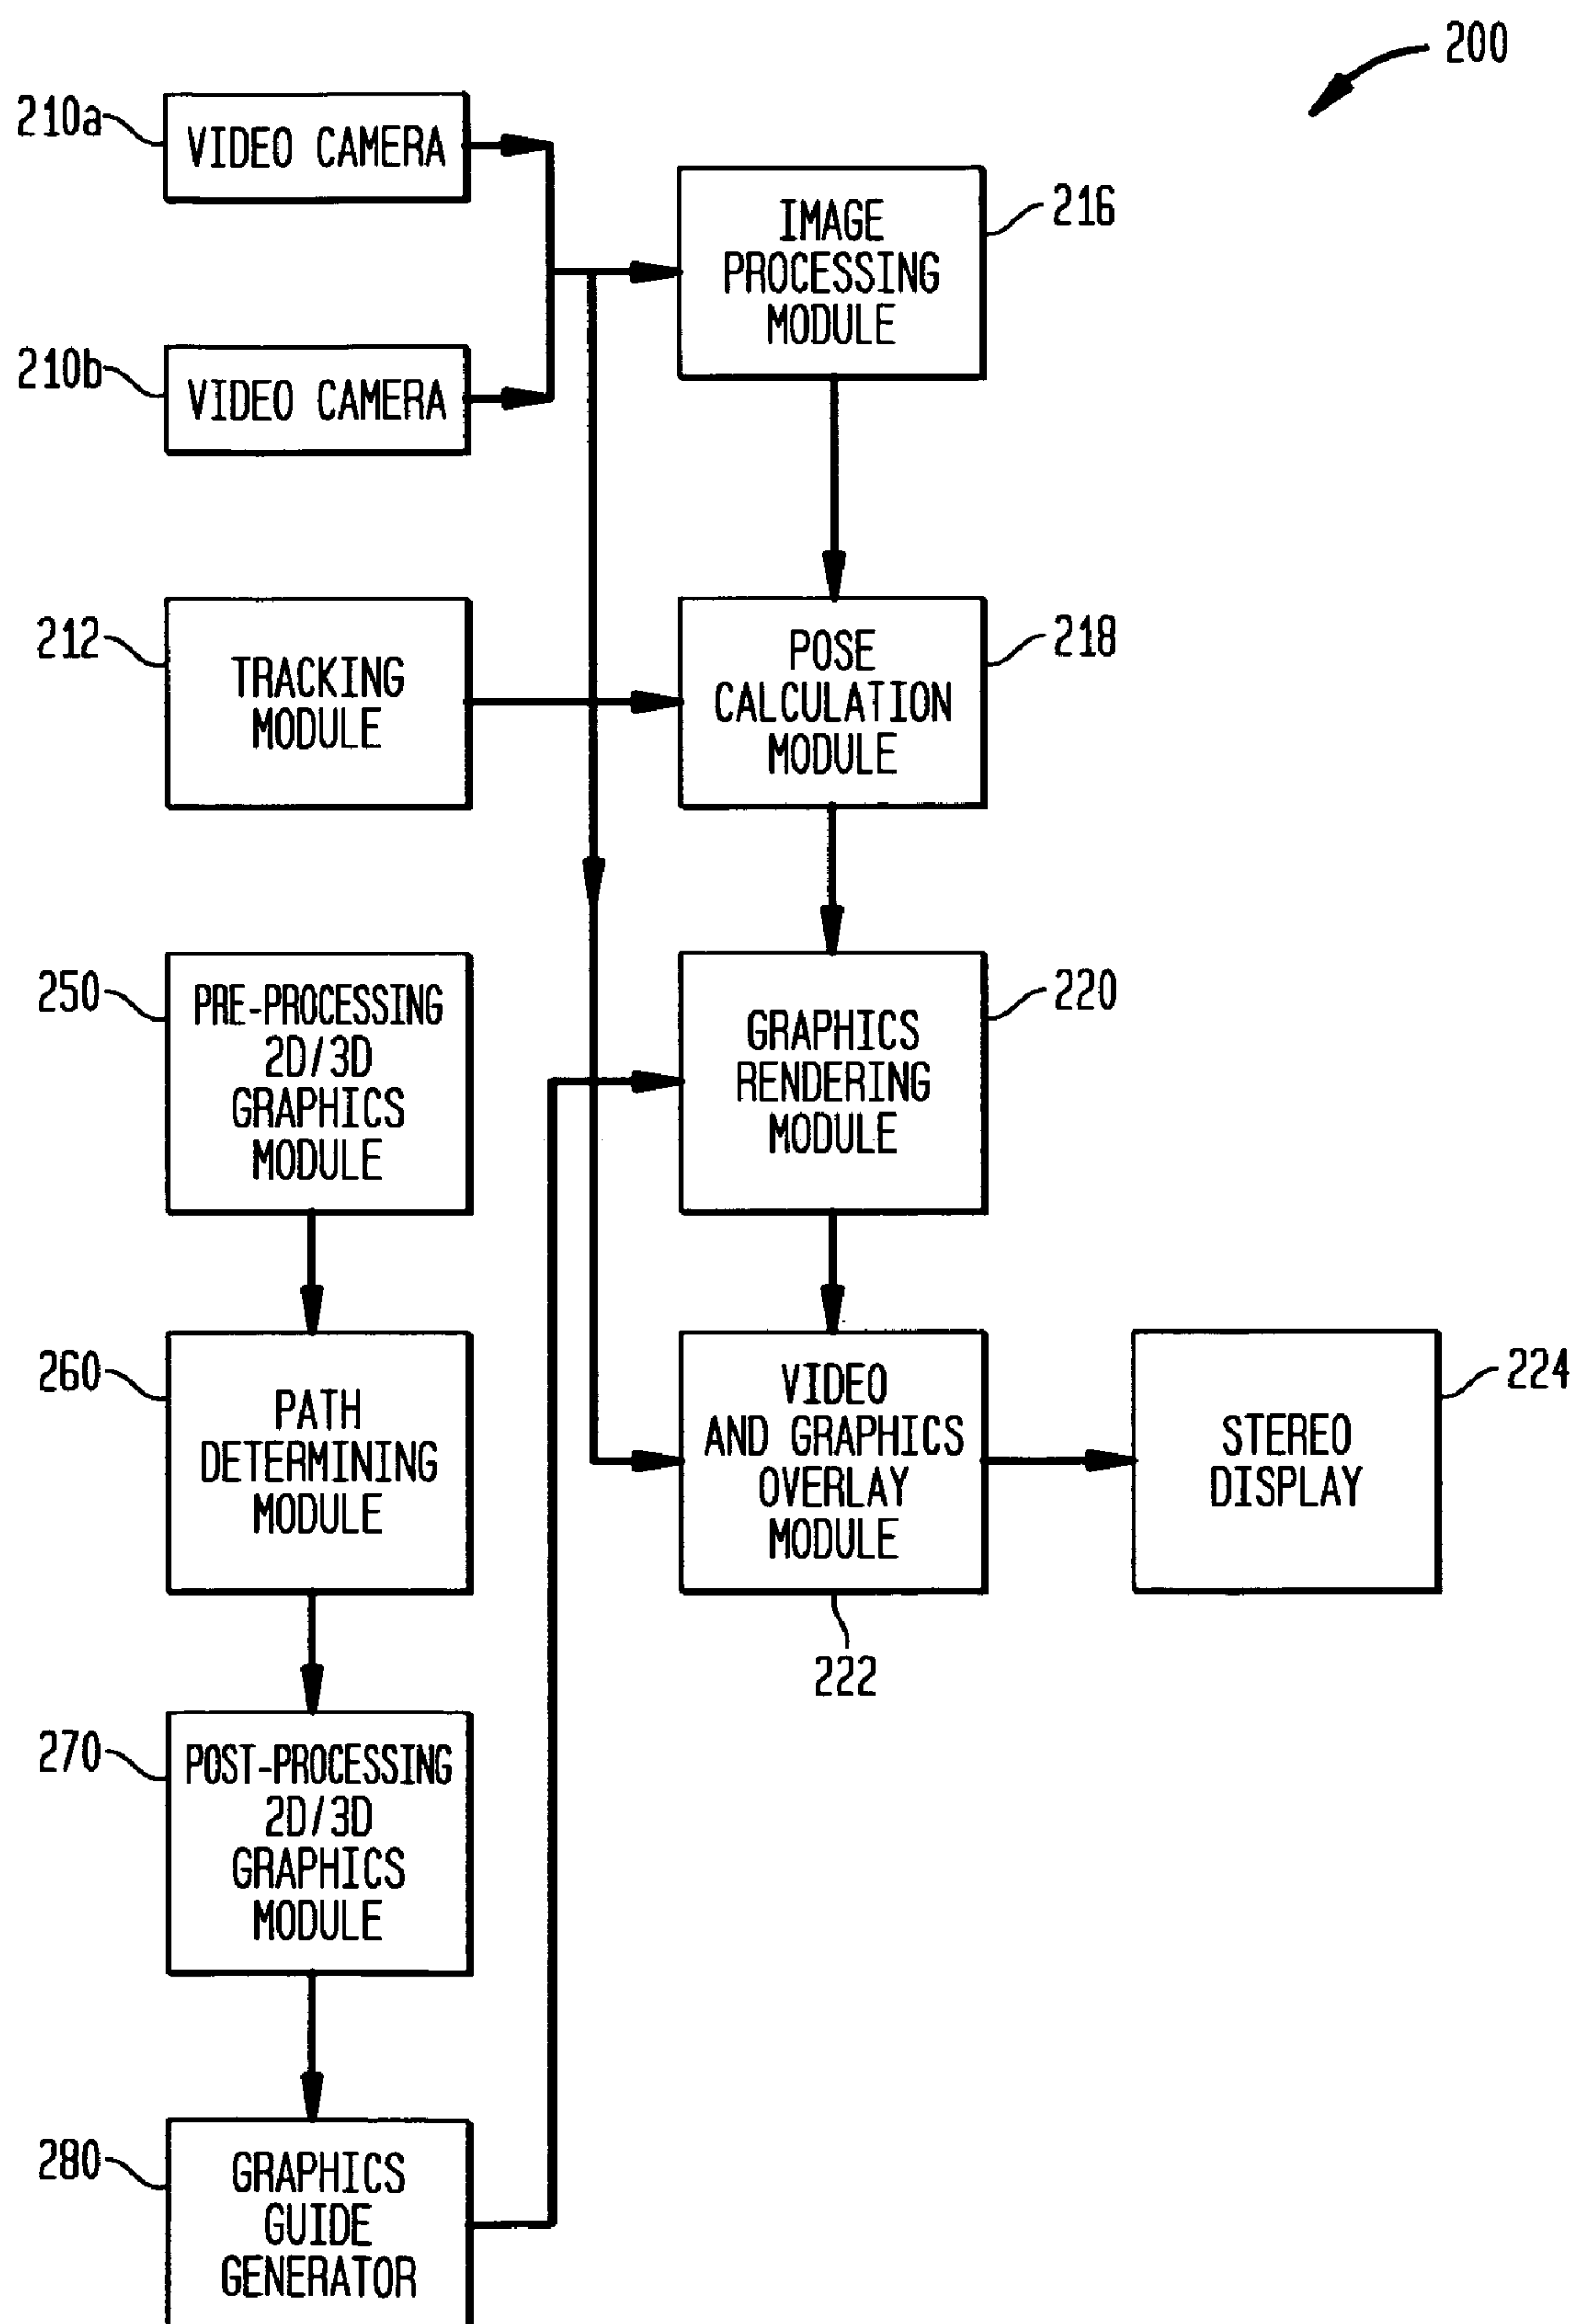 200
210a
VIDEO CAMERA
210b
VIDEO CAMERA
IMAGE
PROCESSING
MODULE
216
212
TRACKING
MODULE
POSE
CALCULATION
MODULE
218
250
PRE-PROCESSING
2D/3D
GRAPHICS
MODULE
GRAPHICS
RENDERING
MODULE
220
260
PATH
DETERMINING
MODULE
VIDEO
AND GRAPHICS
OVERLAY
MODULE
222
STEREO
DISPLAY
224
270
POST-PROCESSING
2D/3D
GRAPHICS
MODULE
280
GRAPHICS
GUIDE
GENERATOR